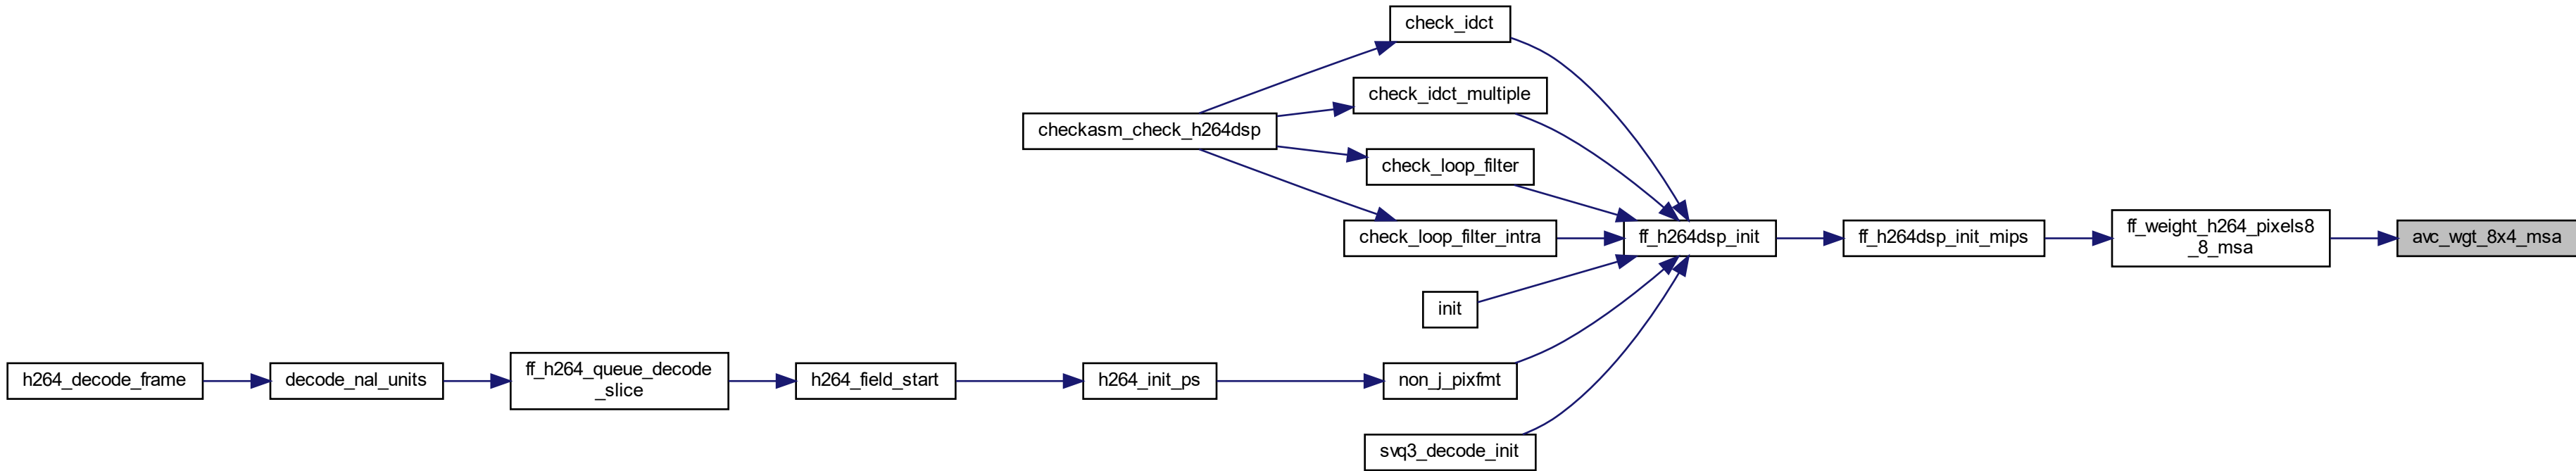 check_idct
check_idct_multiple
checkasm_check_h264dsp
check_loop_filter
check_loop_filter_intra
ff_h264dsp_init
ff_h264dsp_init_mips
ff_weight_h264_pixels8
_8_msa
avc_wgt_8x4_msa
init
h264_decode_frame
decode_nal_units
ff_h264_queue_decode
_slice
h264_field_start
h264_init_ps
non_j_pixfmt
svq3_decode_init